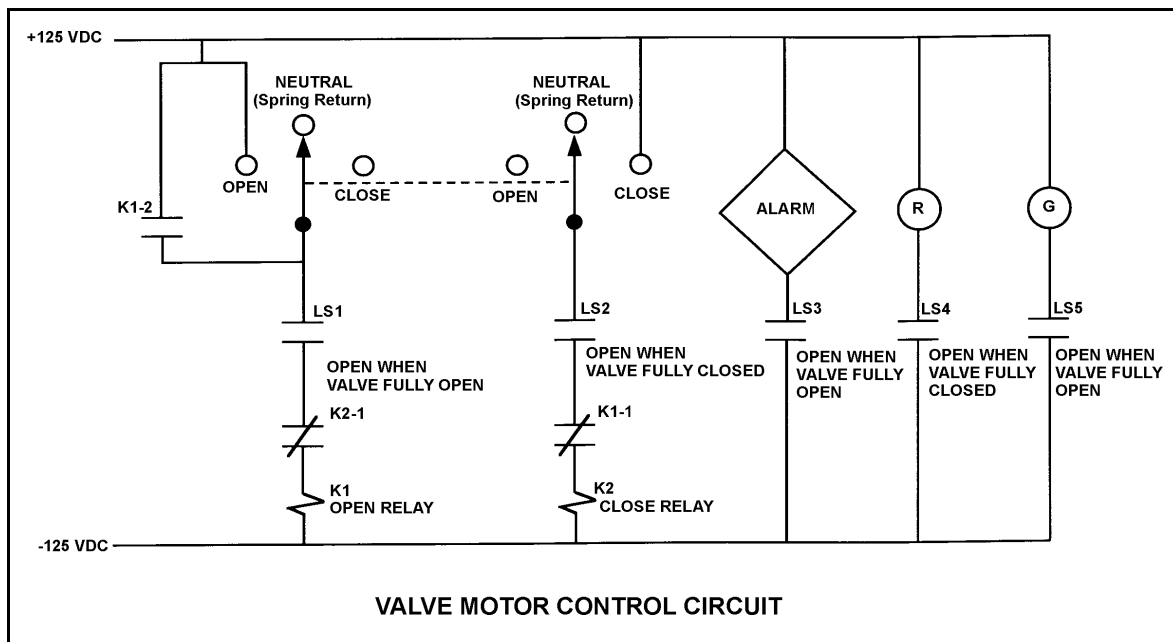 +125 VDC
NEUTRAL
(Spring Return)
NEUTRAL
(Spring Return)
OPEN
CLOSE
OPEN
CLOSE
K1-2
ALARM
R
G
LS1
OPEN WHEN
VALVE FULLY OPEN
LS2
OPEN WHEN
VALVE FULLY CLOSED
LS3
OPEN WHEN
VALVE FULLY
OPEN
LS4
OPEN WHEN
VALVE FULLY
CLOSED
LS5
OPEN WHEN
VALVE FULLY
OPEN
K2-1
K1-1
K1
OPEN RELAY
K2
CLOSE RELAY
-125 VDC
VALVE MOTOR CONTROL CIRCUIT